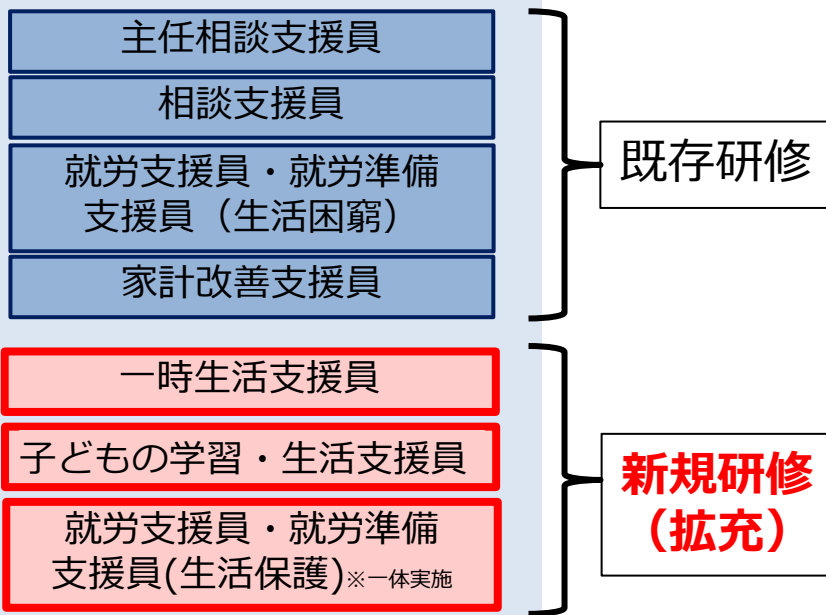 主任相談支援員
相談支援員
就労支援員・就労準備
支援員（生活困窮）
家計改善支援員
既存研修
一時生活支援員
子どもの学習・生活支援員
就労支援員・就労準備
支援員(生活保護)※一体実施
新規研修
（拡充）